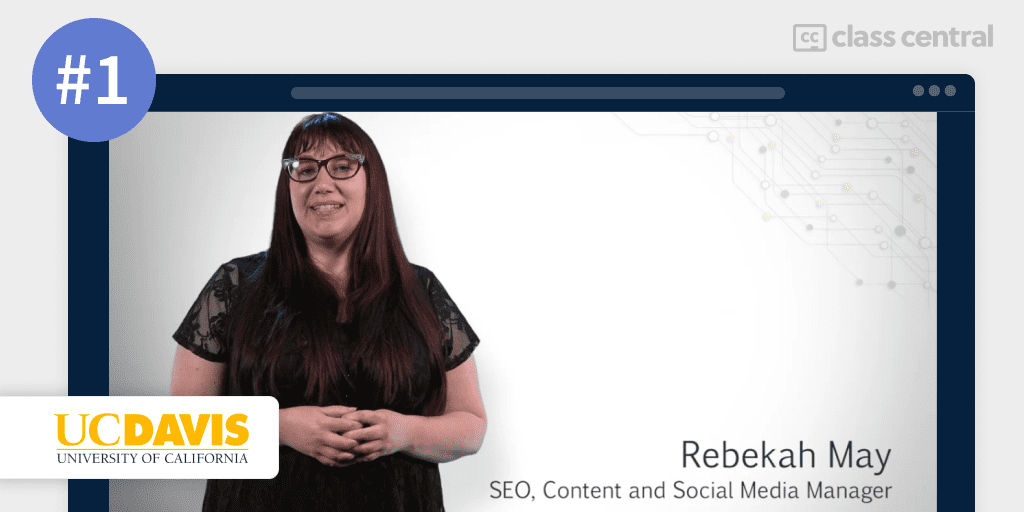 #1
cc class central
UCDAVIS
UNIVERSITY OF CALIFORNIA
Rebekah May
SEO, Content and Social Media Manager